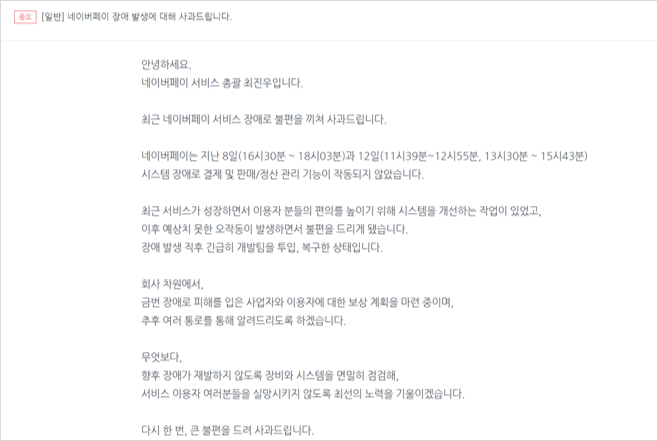 중요 [일반] 네이버페이 장애 발생에 대해 사과드립니다.
안녕하세요.
네이버페이 서비스 총괄 최진우입니다.
최근 네이버페이 서비스 장애로 불편을 끼쳐 사과드립니다.
네이버페이는 지난 8일(16시30분 ~ 18시03분)과 12일(11시39분~12시55분, 13시30분 ~ 15시43분)
시스템 장애로 결제 및 판매/정산 관리 기능이 작동되지 않았습니다.
최근 서비스가 성장하면서 이용자 분들의 편의를 높이기 위해 시스템을 개선하는 작업이 있었고,
이후 예상치 못한 오작동이 발생하면서 불편을 드리게 됐습니다.
장애 발생 직후 긴급히 개발팀을 투입, 복구한 상태입니다.
회사 차원에서,
금번 장애로 피해를 입은 사업자와 이용자에 대한 보상 계획을 마련 중이며,
추후 여러 통로를 통해 알려드리도록 하겠습니다.
무엇보다,
향후 장애가 재발하지 않도록 장비와 시스템을 면밀히 점검해,
서비스 이용자 여러분들을 실망시키지 않도록 최선의 노력을 기울이겠습니다.
다시 한 번, 큰 불편을 드려 사과드립니다.